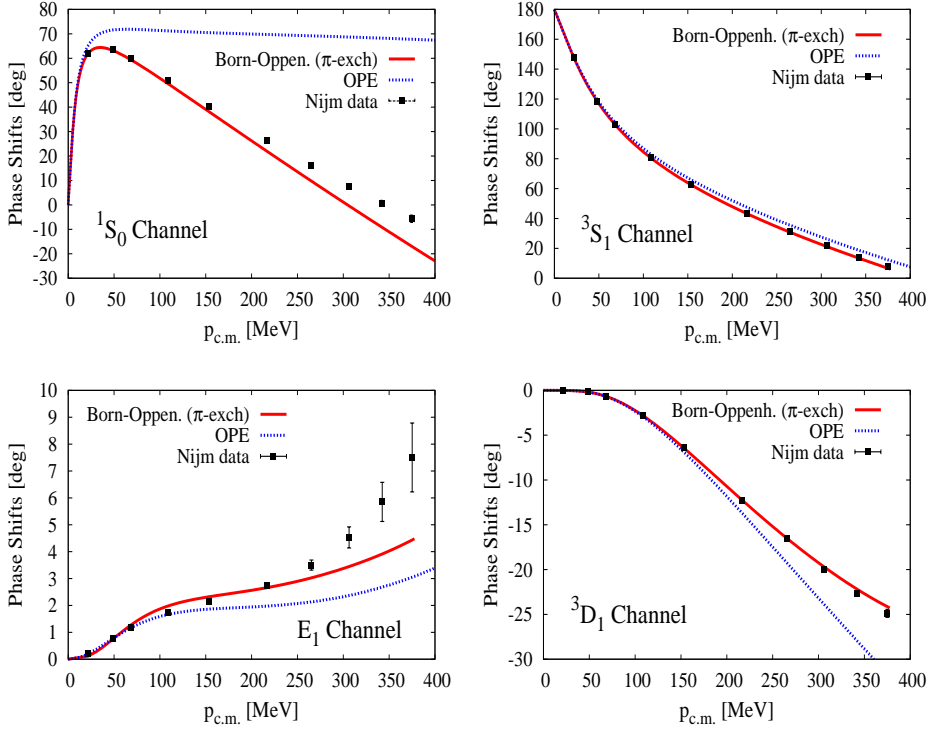 80
70
60
50
40
30
20
10
0
-10
-20
-30
Phase Shifts [deg]
Born-Oppen. (π-exch)
OPE
Nijm data
¹S₀ Channel
0 50 100 150 200 250 300 350 400
p_c.m. [MeV]
180
160
140
120
100
80
60
40
20
0
Phase Shifts [deg]
Born-Oppenh. (π-exch)
OPE
Nijm data
³S₁ Channel
0 50 100 150 200 250 300 350 400
p_c.m. [MeV]
10
9
8
7
6
5
4
3
2
1
0
Phase Shifts [deg]
Born-Oppen. (π-exch)
OPE
Nijm data
E₁ Channel
0 50 100 150 200 250 300 350 400
p_c.m. [MeV]
0
-5
-10
-15
-20
-25
-30
Phase Shifts [deg]
Born-Oppenh. (π-exch)
OPE
Nijm data
³D₁ Channel
0 50 100 150 200 250 300 350 400
p_c.m. [MeV]